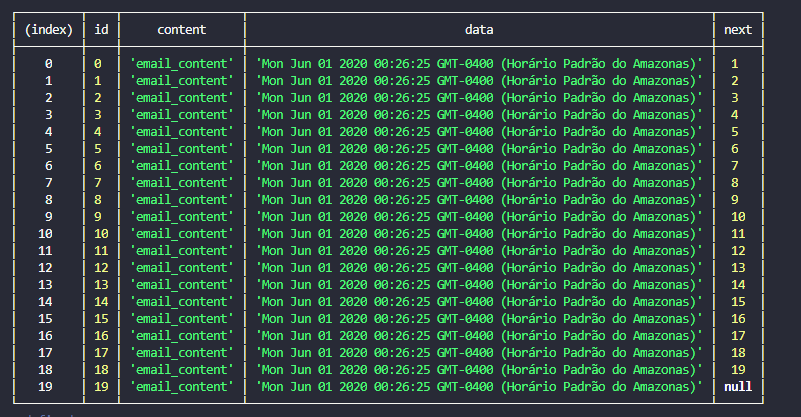 (index) id content data next
0 0 'email_content' 'Mon Jun 01 2020 00:26:25 GMT-0400 (Horário Padrão do Amazonas)' 1
1 1 'email_content' 'Mon Jun 01 2020 00:26:25 GMT-0400 (Horário Padrão do Amazonas)' 2
2 2 'email_content' 'Mon Jun 01 2020 00:26:25 GMT-0400 (Horário Padrão do Amazonas)' 3
3 3 'email_content' 'Mon Jun 01 2020 00:26:25 GMT-0400 (Horário Padrão do Amazonas)' 4
4 4 'email_content' 'Mon Jun 01 2020 00:26:25 GMT-0400 (Horário Padrão do Amazonas)' 5
5 5 'email_content' 'Mon Jun 01 2020 00:26:25 GMT-0400 (Horário Padrão do Amazonas)' 6
6 6 'email_content' 'Mon Jun 01 2020 00:26:25 GMT-0400 (Horário Padrão do Amazonas)' 7
7 7 'email_content' 'Mon Jun 01 2020 00:26:25 GMT-0400 (Horário Padrão do Amazonas)' 8
8 8 'email_content' 'Mon Jun 01 2020 00:26:25 GMT-0400 (Horário Padrão do Amazonas)' 9
9 9 'email_content' 'Mon Jun 01 2020 00:26:25 GMT-0400 (Horário Padrão do Amazonas)' 10
10 10 'email_content' 'Mon Jun 01 2020 00:26:25 GMT-0400 (Horário Padrão do Amazonas)' 11
11 11 'email_content' 'Mon Jun 01 2020 00:26:25 GMT-0400 (Horário Padrão do Amazonas)' 12
12 12 'email_content' 'Mon Jun 01 2020 00:26:25 GMT-0400 (Horário Padrão do Amazonas)' 13
13 13 'email_content' 'Mon Jun 01 2020 00:26:25 GMT-0400 (Horário Padrão do Amazonas)' 14
14 14 'email_content' 'Mon Jun 01 2020 00:26:25 GMT-0400 (Horário Padrão do Amazonas)' 15
15 15 'email_content' 'Mon Jun 01 2020 00:26:25 GMT-0400 (Horário Padrão do Amazonas)' 16
16 16 'email_content' 'Mon Jun 01 2020 00:26:25 GMT-0400 (Horário Padrão do Amazonas)' 17
17 17 'email_content' 'Mon Jun 01 2020 00:26:25 GMT-0400 (Horário Padrão do Amazonas)' 18
18 18 'email_content' 'Mon Jun 01 2020 00:26:25 GMT-0400 (Horário Padrão do Amazonas)' 19
19 19 'email_content' 'Mon Jun 01 2020 00:26:25 GMT-0400 (Horário Padrão do Amazonas)' null